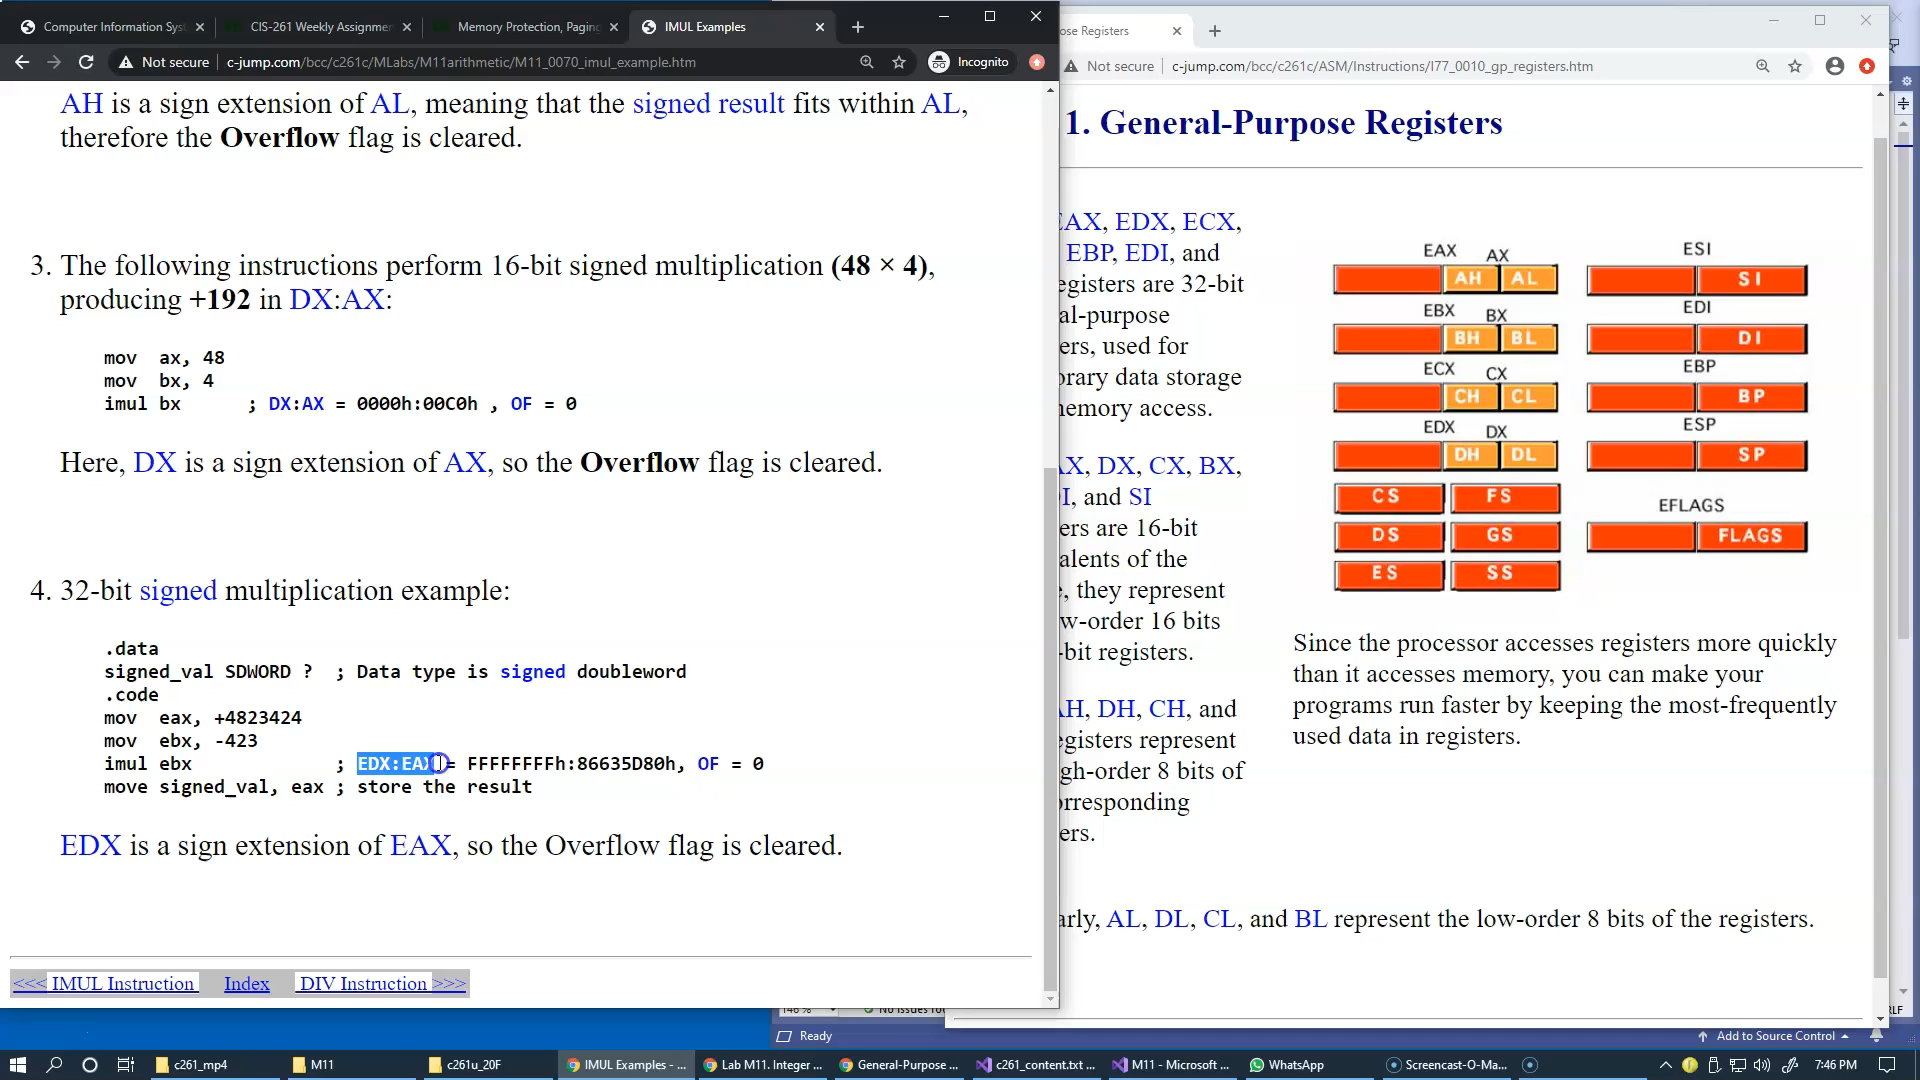 Computer Information Sys
CIS-261 Weekly Assignmen
Memory Protection, Paging
IMUL Examples
ose Registers
Not secure
c-jump.com/bcc/c261c/MLabs/M11arithmetic/M11_0070_imul_example.htm
Incognito
Not secure
c-jump.com/bcc/c261c/ASM/Instructions/I77_0010_gp_registers.htm
AH is a sign extension of AL, meaning that the signed result fits within AL,
therefore the Overflow flag is cleared.
3. The following instructions perform 16-bit signed multiplication (48 × 4),
producing +192 in DX:AX:
mov ax, 48
mov bx, 4
imul bx ; DX:AX = 0000h:00C0h , OF = 0
Here, DX is a sign extension of AX, so the Overflow flag is cleared.
4. 32-bit signed multiplication example:
.data
signed_val SDWORD ? ; Data type is signed doubleword
.code
mov eax, +4823424
mov ebx, -423
imul ebx ; EDX:EAX = FFFFFFFFh:86635D80h, OF = 0
move signed_val, eax ; store the result
EDX is a sign extension of EAX, so the Overflow flag is cleared.
<<< IMUL Instruction Index DIV Instruction >>>
1. General-Purpose Registers
EAX, EDX, ECX,
EBP, EDI, and
egisters are 32-bit
al-purpose
ers, used for
orary data storage
nemory access.
AX, DX, CX, BX,
DI, and SI
ers are 16-bit
alents of the
e, they represent
w-order 16 bits
-bit registers.
AH, DH, CH, and
egisters represent
gh-order 8 bits of
orresponding
ers.
EAX AX ESI
AH AL SI
EBX BX EDI
BH BL DI
ECX CX EBP
CH CL BP
EDX DX ESP
DH DL SP
CS FS
EFLAGS
DS GS FLAGS
ES SS
Since the processor accesses registers more quickly
than it accesses memory, you can make your
programs run faster by keeping the most-frequently
used data in registers.
arly, AL, DL, CL, and BL represent the low-order 8 bits of the registers.
146 %
No issues fo
RLF
Ready
Add to Source Control
c261_mp4
M11
c261u_20F
IMUL Examples - ...
Lab M11. Integer ...
General-Purpose ...
c261_content.txt ...
M11 - Microsoft ...
WhatsApp
Screencast-O-Ma...
7:46 PM